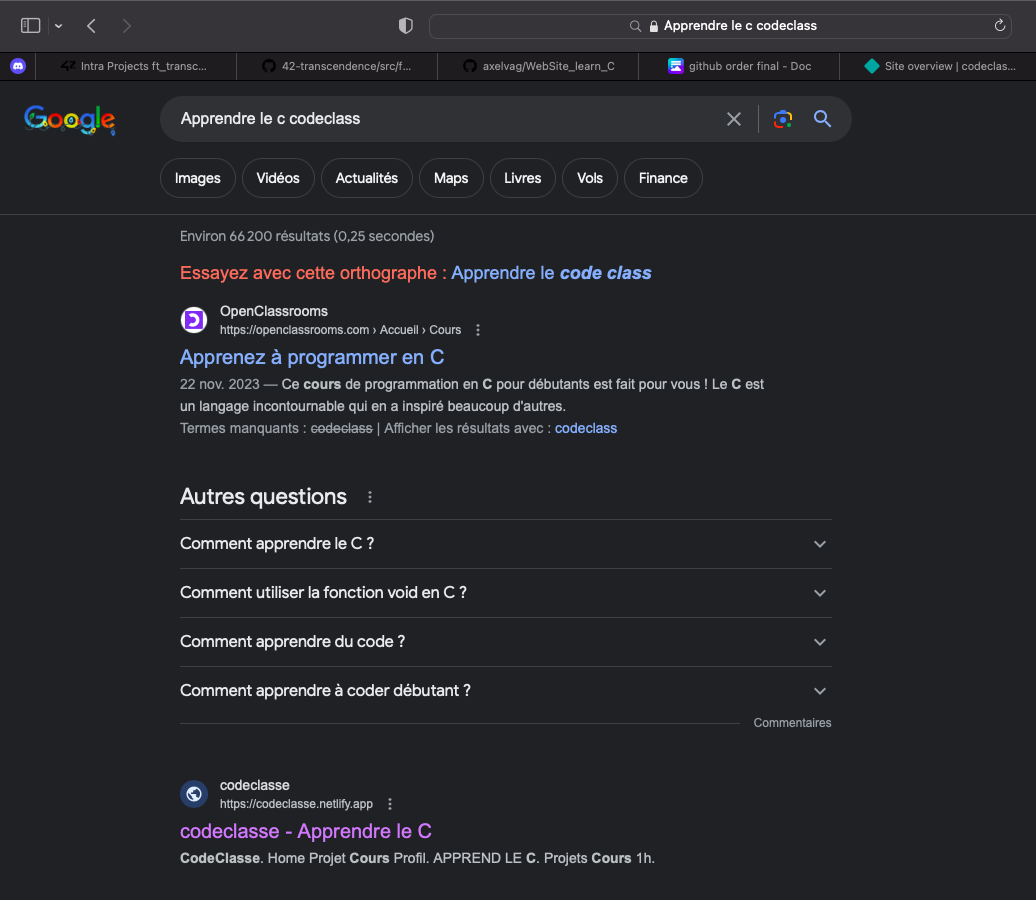 Apprendre le c codeclass
Intra Projects ft_transc...
42-transcendence/src/f...
axelvag/WebSite_learn_C
github order final - Doc
Site overview | codeclas...
Google
Apprendre le c codeclass
Images
Vidéos
Actualités
Maps
Livres
Vols
Finance
Environ 66 200 résultats (0,25 secondes)
Essayez avec cette orthographe : Apprendre le code class
OpenClassrooms
https://openclassrooms.com › Accueil › Cours
Apprenez à programmer en C
22 nov. 2023 — Ce cours de programmation en C pour débutants est fait pour vous ! Le C est
un langage incontournable qui en a inspiré beaucoup d'autres.
Termes manquants : codeclass | Afficher les résultats avec : codeclass
Autres questions
Comment apprendre le C ?
Comment utiliser la fonction void en C ?
Comment apprendre du code ?
Comment apprendre à coder débutant ?
Commentaires
codeclasse
https://codeclasse.netlify.app
codeclasse - Apprendre le C
CodeClasse. Home Projet Cours Profil. APPREND LE C. Projets Cours 1h.